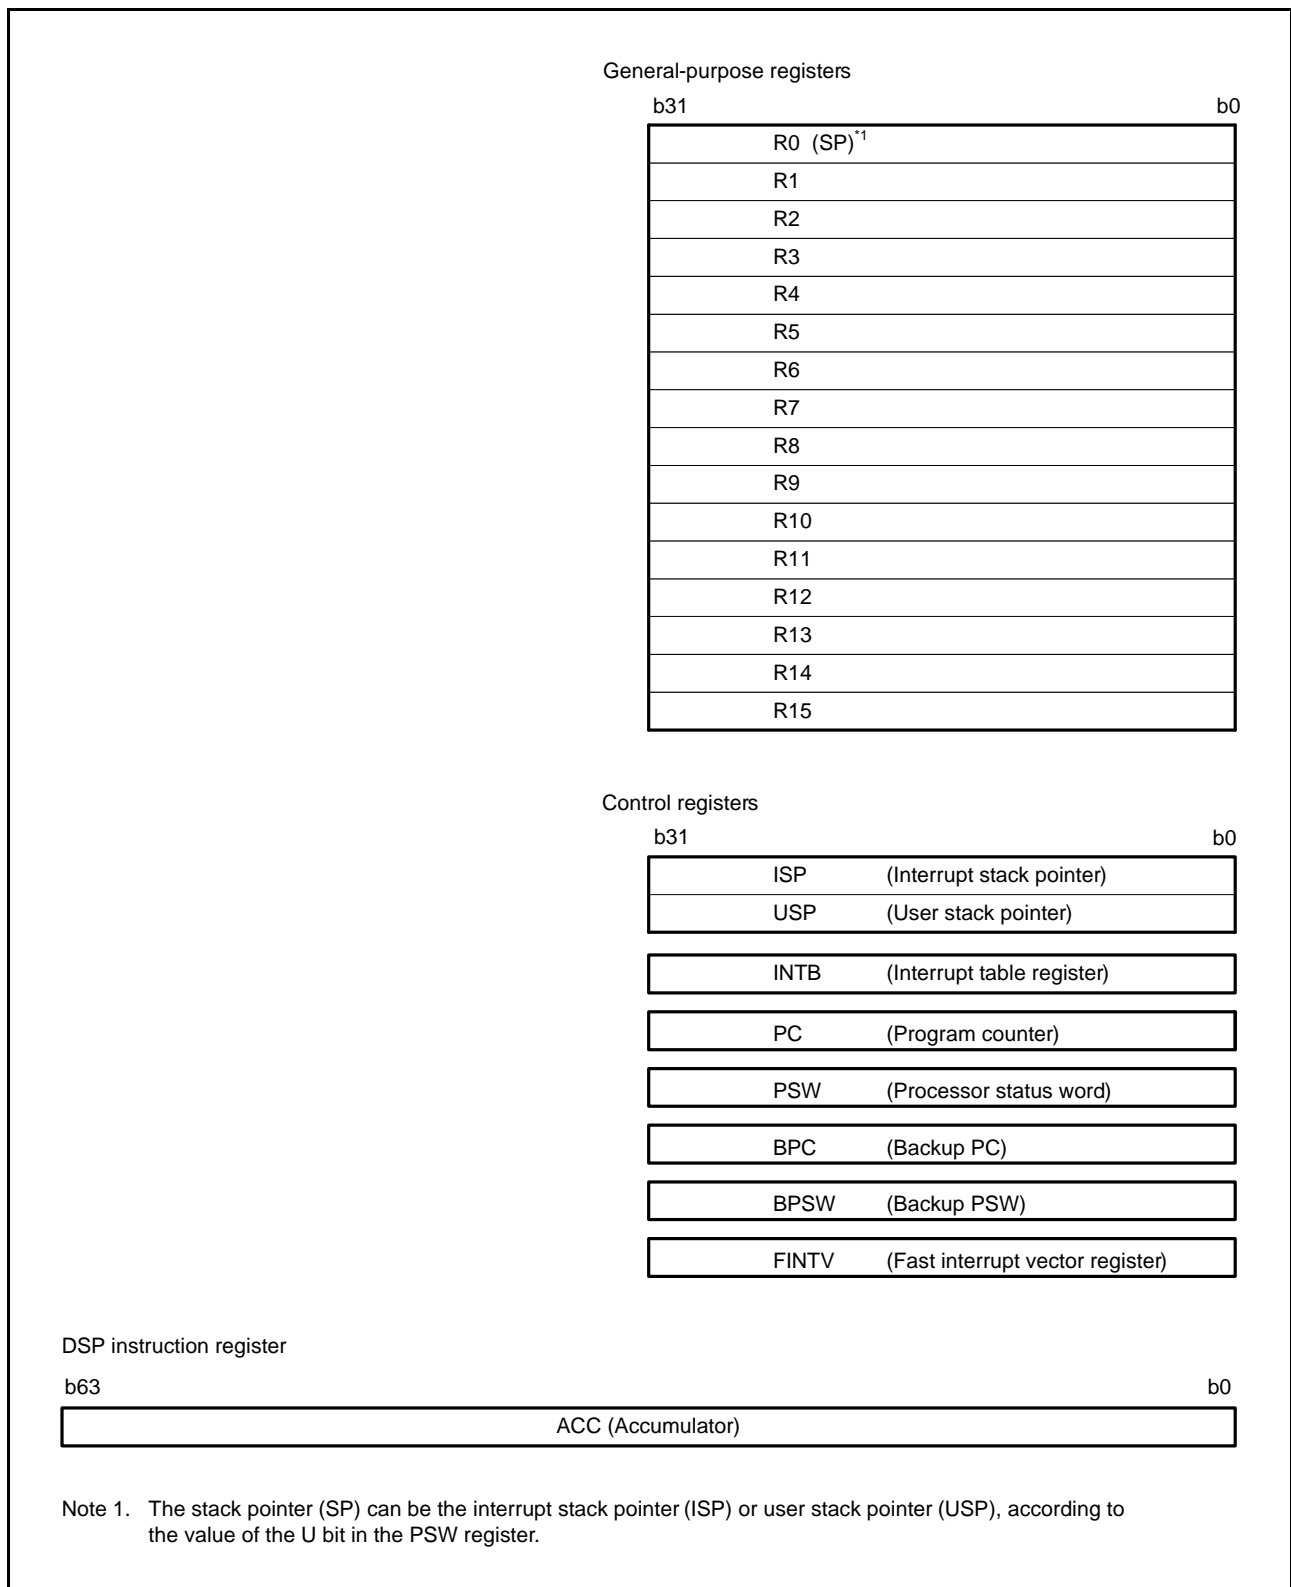 General-purpose registers
b31 b0
R0 (SP)*1
R1
R2
R3
R4
R5
R6
R7
R8
R9
R10
R11
R12
R13
R14
R15
Control registers
b31 b0
ISP (Interrupt stack pointer)
USP (User stack pointer)
INTB (Interrupt table register)
PC (Program counter)
PSW (Processor status word)
BPC (Backup PC)
BPSW (Backup PSW)
FINTV (Fast interrupt vector register)
DSP instruction register
b63 b0
ACC (Accumulator)
Note 1. The stack pointer (SP) can be the interrupt stack pointer (ISP) or user stack pointer (USP), according to
the value of the U bit in the PSW register.